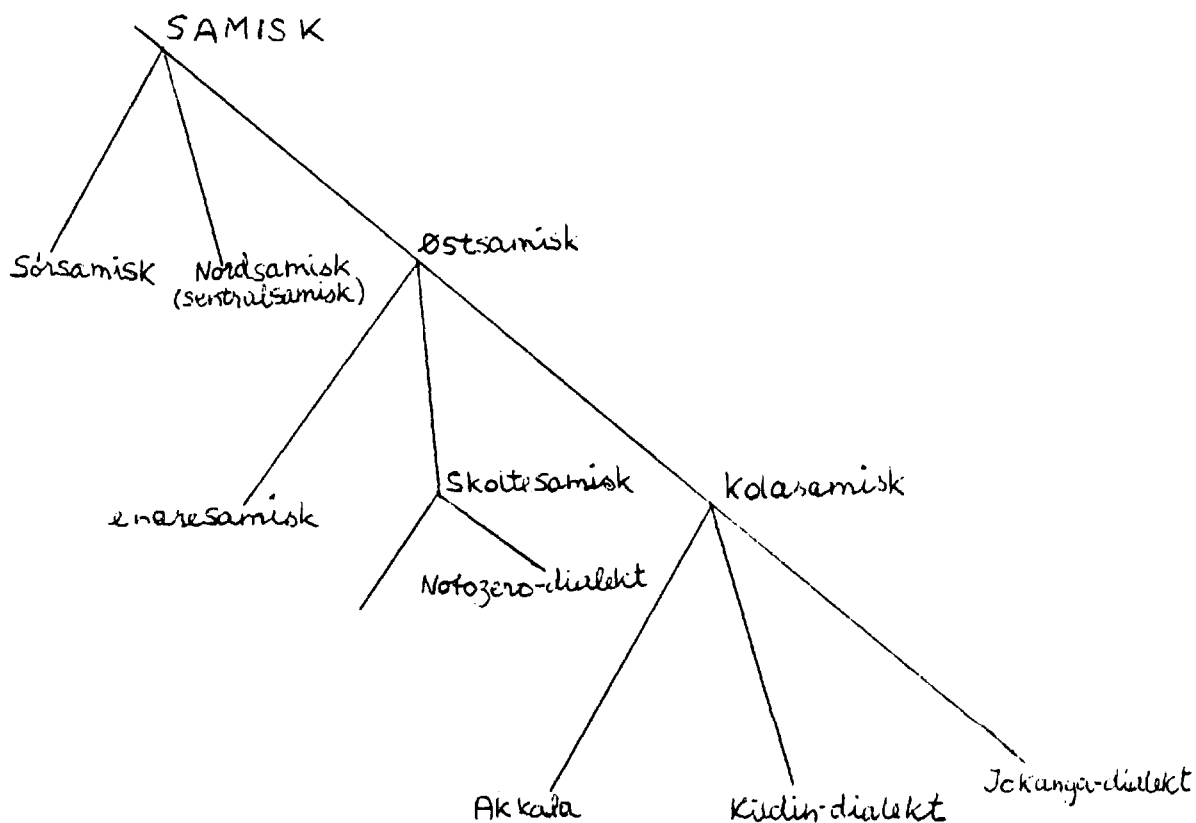 SAMISK
Østsamisk
Sørsamisk
Nordsamisk
(sentralsamisk)
Skoltesamisk
Kolasamisk
enaresamisk
Notozero-dialekt
Jokanga-dialekt
Akkala
Kildin-dialekt